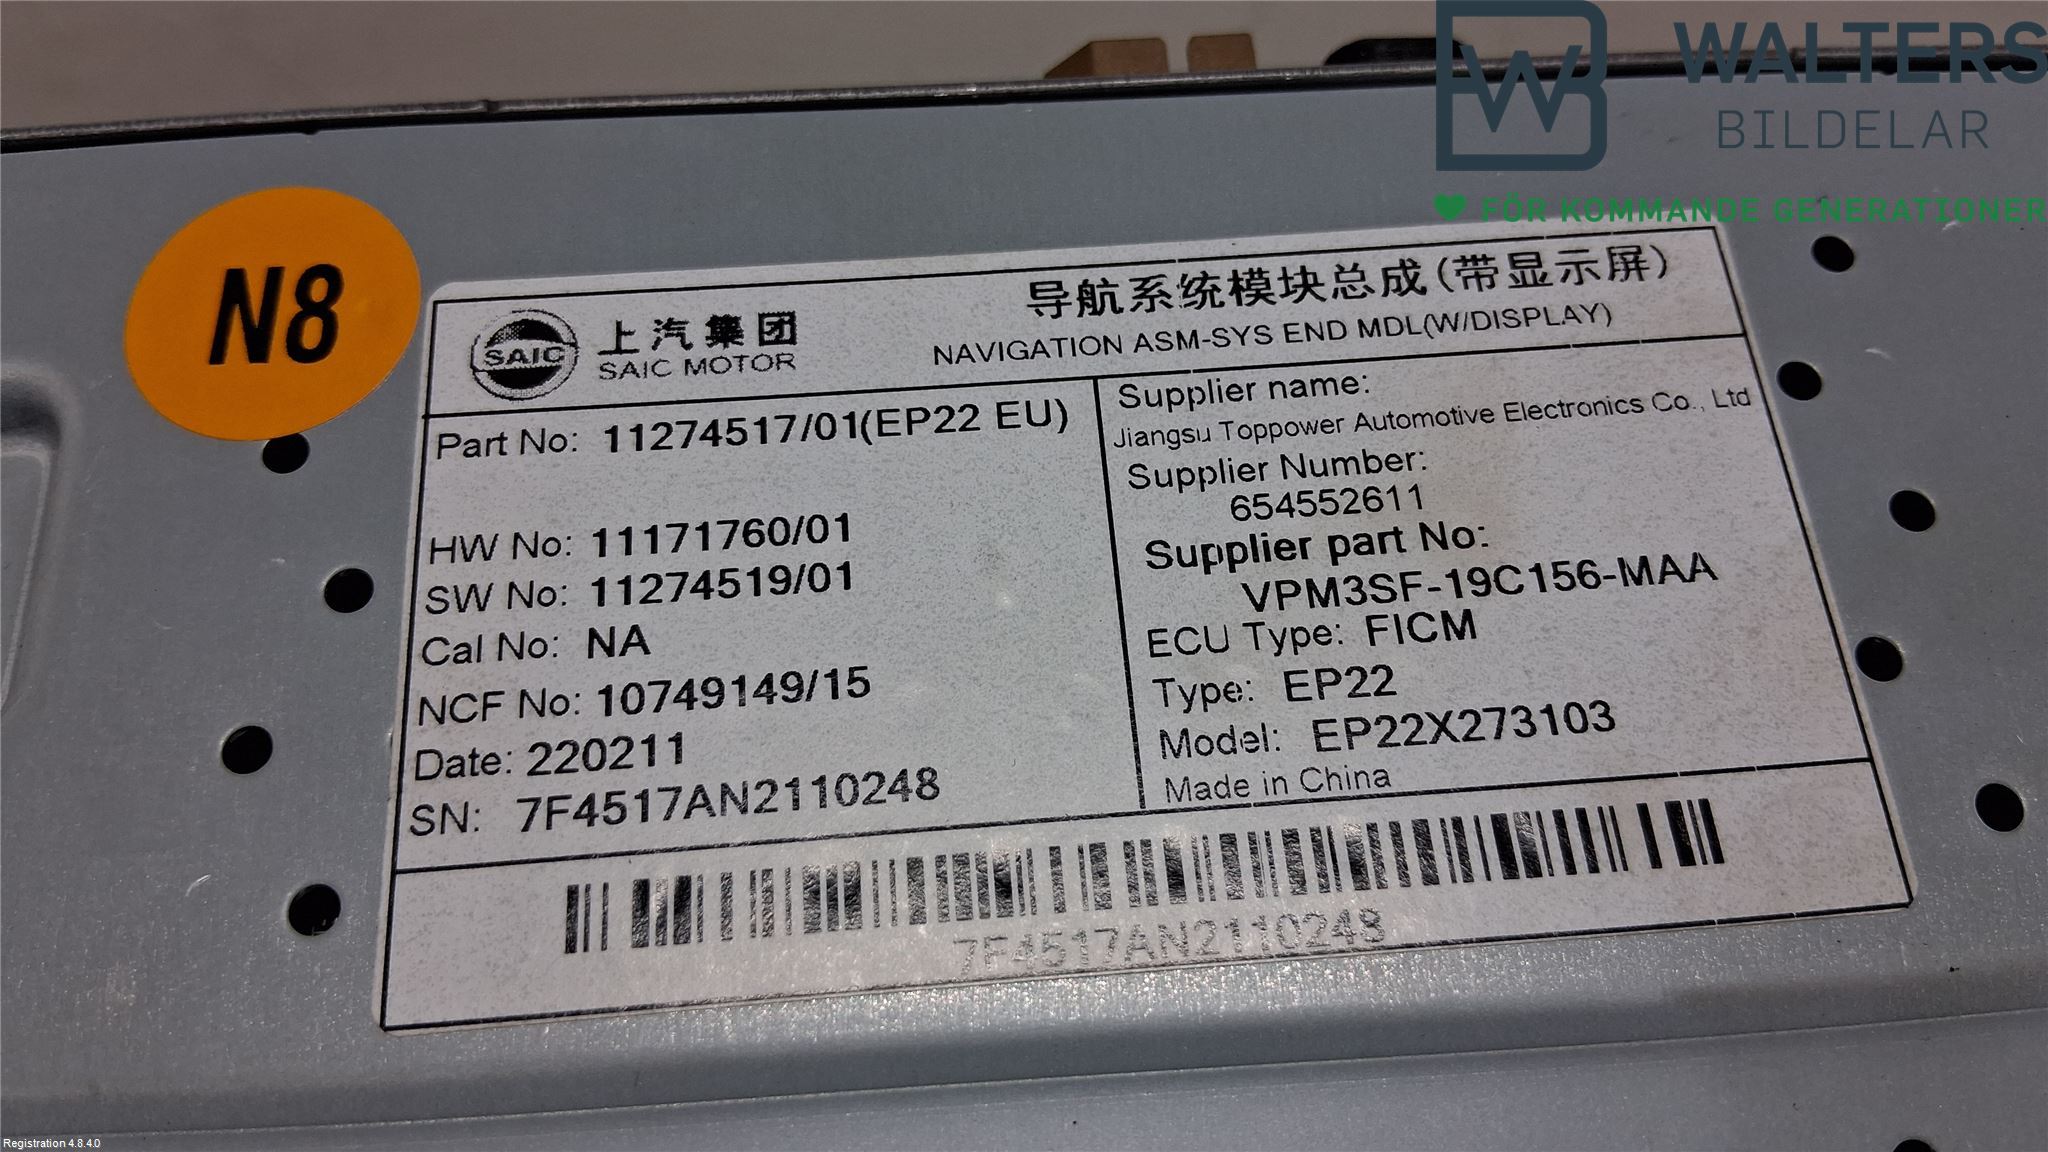 WALTERS
BILDELAR
FÖR KOMMANDE GENERATIONER
N8
SAIC
上汽集团
SAIC MOTOR
导航系统模块总成(带显示屏)
NAVIGATION ASM-SYS END MDL(W/DISPLAY)
Part No: 11274517/01(EP22 EU)
HW No: 11171760/01
SW No: 11274519/01
Cal No: NA
NCF No: 10749149/15
Date: 220211
SN: 7F4517AN2110248
Supplier name:
Jiangsu Toppower Automotive Electronics Co., Ltd
Supplier Number:
654552611
Supplier part No:
VPM3SF-19C156-MAA
ECU Type: FICM
Type: EP22
Model: EP22X273103
Made in China
7F4517AN2110248
Registration 4.8.4.0